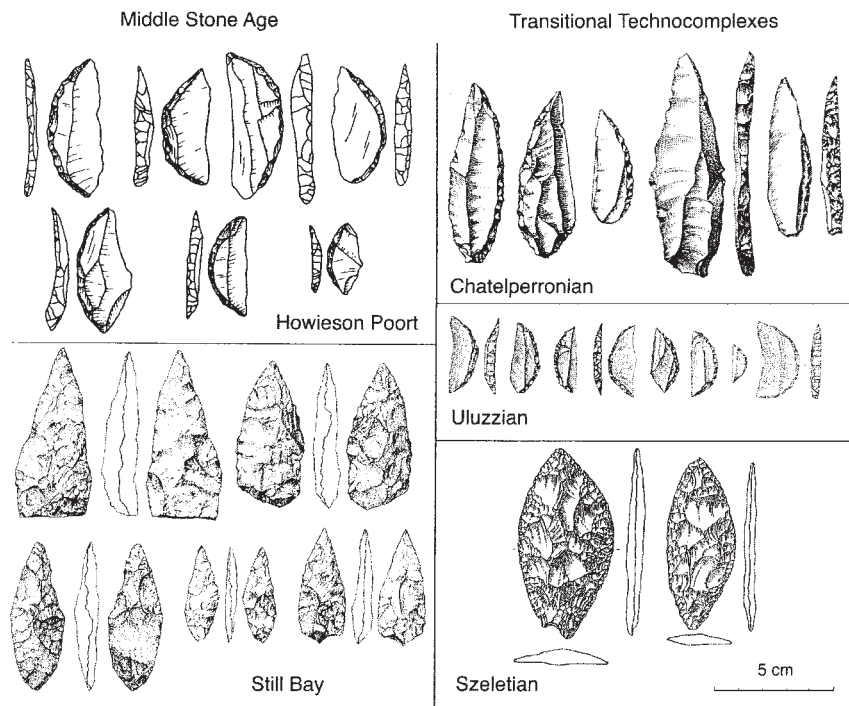 Middle Stone Age
Transitional Technocomplexes
Howieson Poort
Chatelperronian
Uluzzian
Still Bay
Szeletian
5 cm